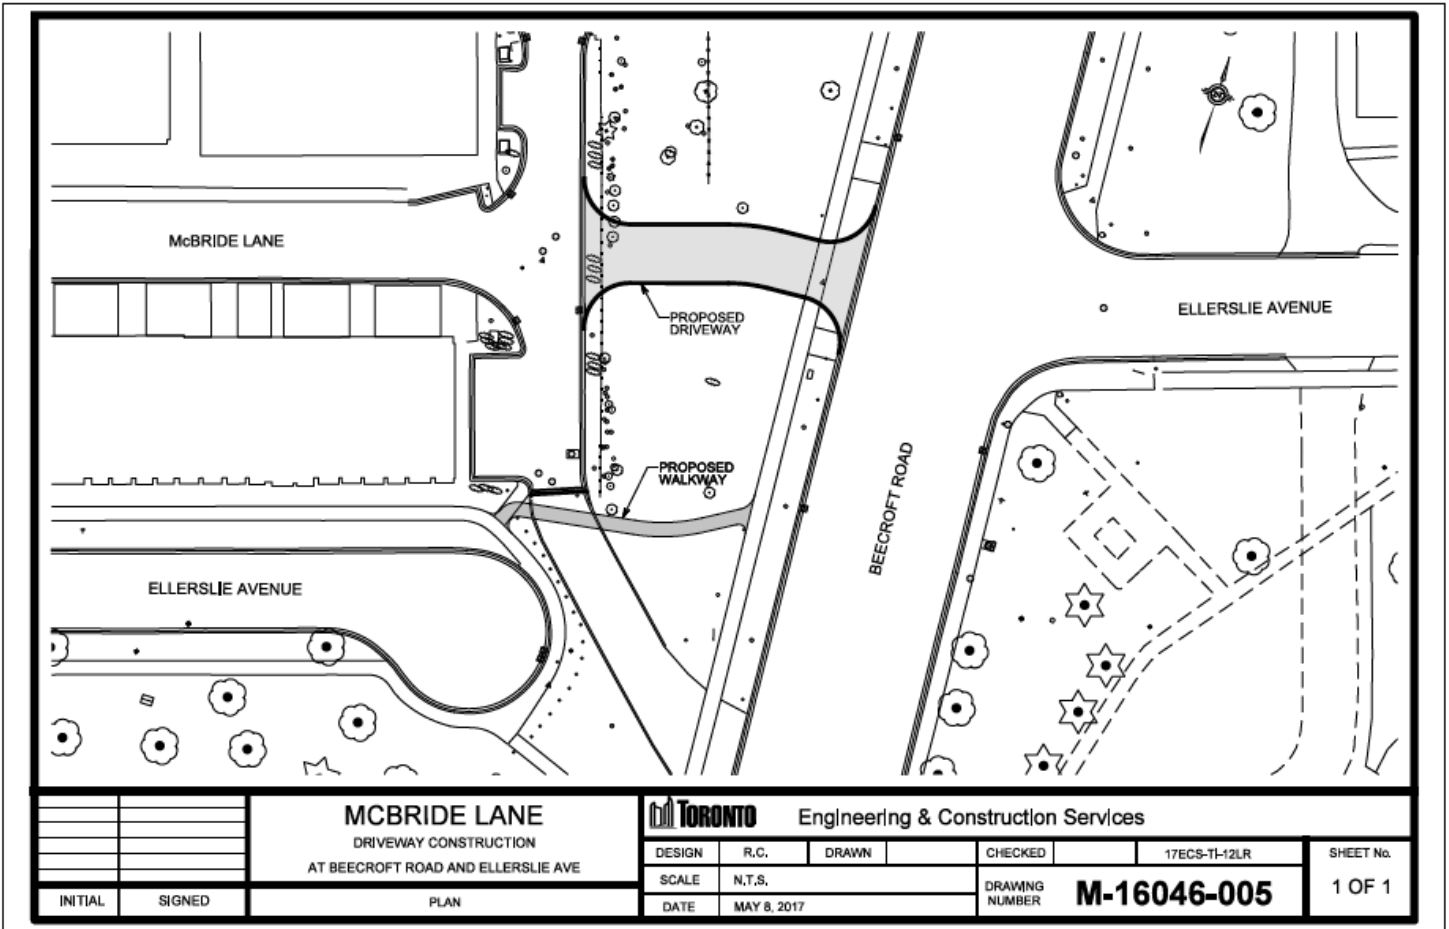 McBRIDE LANE
ELLERSLIE AVENUE
PROPOSED
DRIVEWAY
BEECROFT ROAD
PROPOSED
WALKWAY
ELLERSLIE AVENUE
MCBRIDE LANE
DRIVEWAY CONSTRUCTION
AT BEECROFT ROAD AND ELLERSLIE AVE
INITIAL SIGNED PLAN
TORONTO Engineering & Construction Services
DESIGN R.C. DRAWN CHECKED 17ECS-TI-12LR
SCALE N.T.S.
DATE MAY 8, 2017
DRAWING
NUMBER
M-16046-005
SHEET No.
1 OF 1